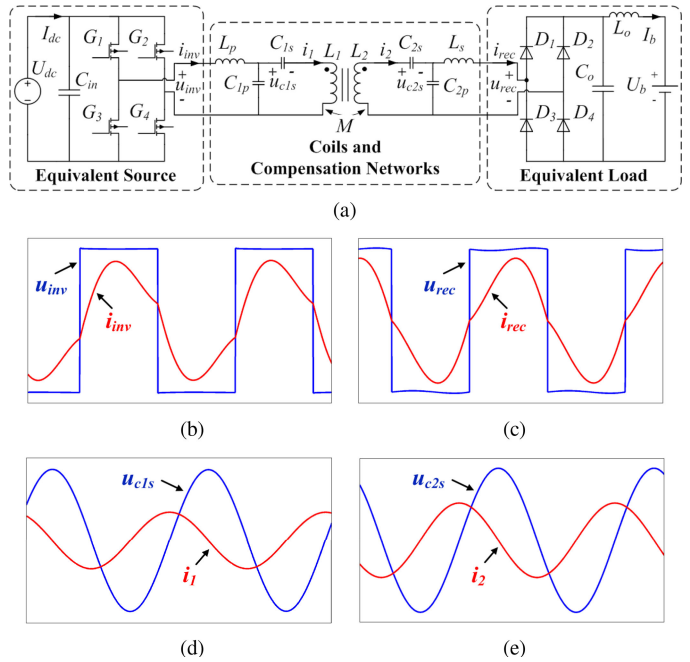 I_dc G_1 G_2 i_inv L_p C_1s i_1 L_1 L_2 i_2 C_2s L_s i_rec D_1 D_2 L_o I_b
U_dc C_in + u_inv - C_1p + u_c1s - + u_c2s - C_2p + u_rec - C_o U_b + -
G_3 G_4 M D_3 D_4
Equivalent Source
Coils and
Compensation Networks
Equivalent Load
(a)
u_inv
i_inv
u_rec
i_rec
(b)
(c)
u_c1s
i_1
u_c2s
i_2
(d)
(e)